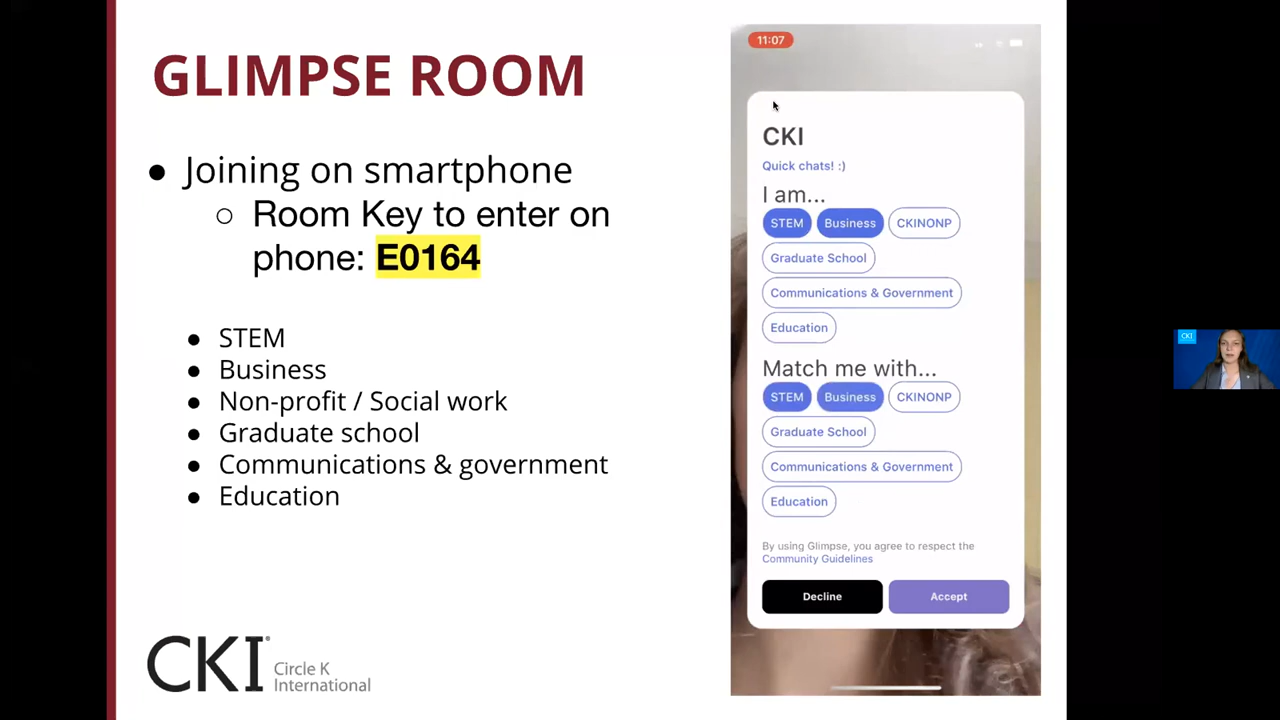 GLIMPSE ROOM
● Joining on smartphone
○ Room Key to enter on
phone: E0164
● STEM
● Business
● Non-profit / Social work
● Graduate school
● Communications & government
● Education
CKI®
Circle K
International
11:07
CKI
Quick chats! :)
I am...
STEM Business CKINONP
Graduate School
Communications & Government
Education
Match me with...
STEM Business CKINONP
Graduate School
Communications & Government
Education
By using Glimpse, you agree to respect the
Community Guidelines
Decline Accept
CKI